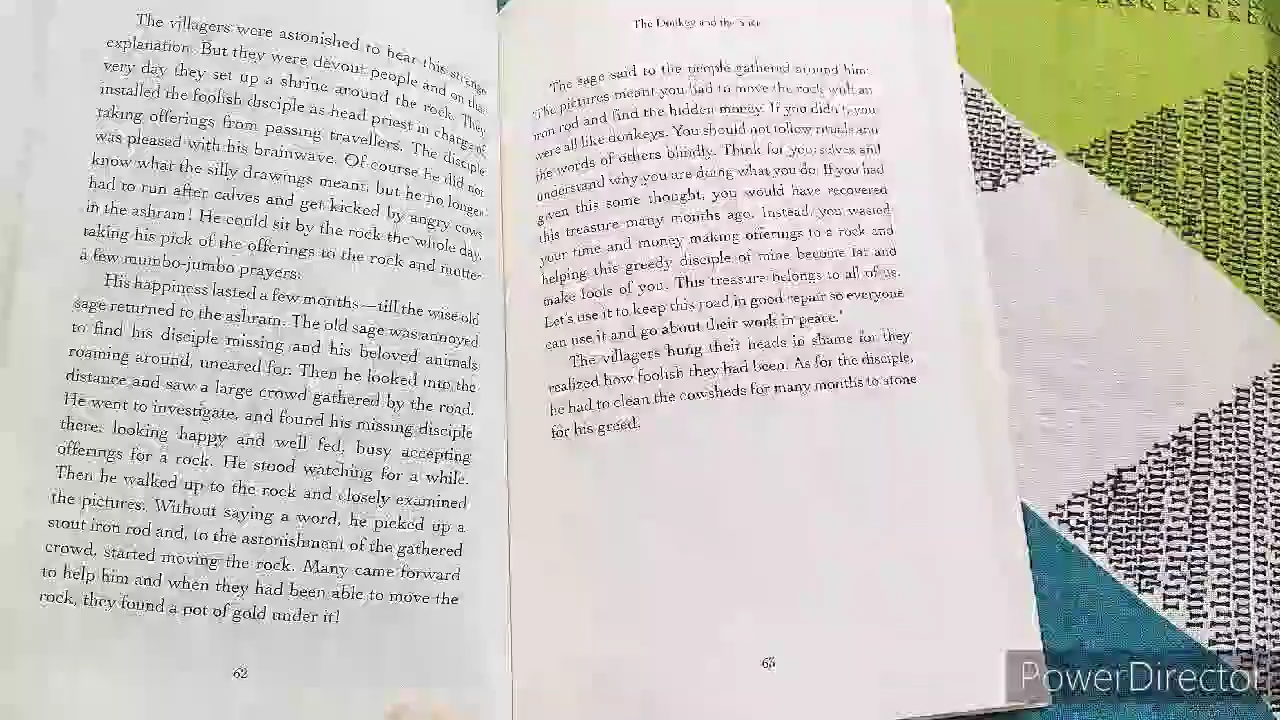 The villagers were astonished to hear this strange
explanation. But they were devout people and on that
very day they set up a shrine around the rock. They
installed the foolish disciple as head priest in charge of
taking offerings from passing travellers. The disciple
was pleased with his brainwave. Of course he did not
know what the silly drawings meant, but he no longer
had to run after calves and get kicked by angry cows
in the ashram! He could sit by the rock the whole day,
taking his pick of the offerings to the rock and mutter
a few mumbo-jumbo prayers.
His happiness lasted a few months—till the wise old
sage returned to the ashram. The old sage was annoyed
to find his disciple missing and his beloved animals
roaming around, uncared for. Then he looked into the
distance and saw a large crowd gathered by the road.
He went to investigate, and found his missing disciple
there, looking happy and well fed, busy accepting
offerings for a rock. He stood watching for a while.
Then he walked up to the rock and closely examined
the pictures. Without saying a word, he picked up a
stout iron rod and, to the astonishment of the gathered
crowd, started moving the rock. Many came forward
to help him and when they had been able to move the
rock, they found a pot of gold under it!
62
The Donkey and the
The sage said to the people gathered around him:
'The pictures meant you had to move the rock with an
iron rod and find the hidden money. If you didn't, you
were all like donkeys. You should not follow rituals and
the words of others blindly. Think for yourselves and
understand why you are doing what you do. If you had
given this some thought, you would have recovered
this treasure many months ago. Instead, you wasted
your time and money making offerings to a rock and
helping this greedy disciple of mine become fat and
make fools of you. This treasure belongs to all of us.
Let's use it to keep this road in good repair so everyone
can use it and go about their work in peace.'
The villagers hung their heads in shame for they
realized how foolish they had been. As for the disciple,
he had to clean the cowsheds for many months to atone
for his greed.
63
PowerDirector